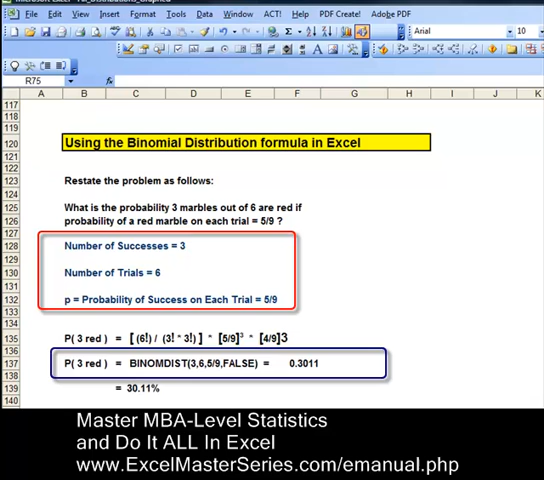 File Edit View Insert Format Tools Data Window ACT! Help PDF Create! Adobe PDF
Arial 10
R75 fx
A B C D E F G H I J K
117
118
119
120 Using the Binomial Distribution formula in Excel
121
122
123 Restate the problem as follows:
124
125 What is the probability 3 marbles out of 6 are red if
126 probability of a red marble on each trial = 5/9 ?
127
128 Number of Successes = 3
129
130 Number of Trials = 6
131
132 p = Probability of Success on Each Trial = 5/9
133
134
135 P( 3 red ) = [ (6!) / (3! * 3!) ] * [5/9]³ * [4/9]3
136
137 P( 3 red ) = BINOMDIST(3,6,5/9,FALSE) = 0.3011
138
139 = 30.11%
140
Master MBA-Level Statistics
and Do It ALL In Excel
www.ExcelMasterSeries.com/emanual.php